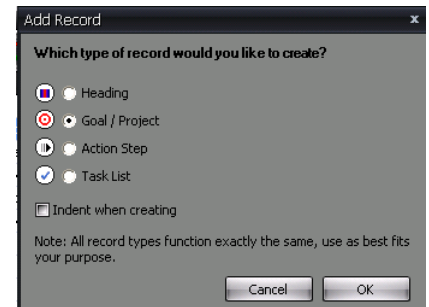 Add Record
x
Which type of record would you like to create?
Heading
Goal / Project
Action Step
Task List
Indent when creating
Note: All record types function exactly the same, use as best fits
your purpose.
Cancel OK